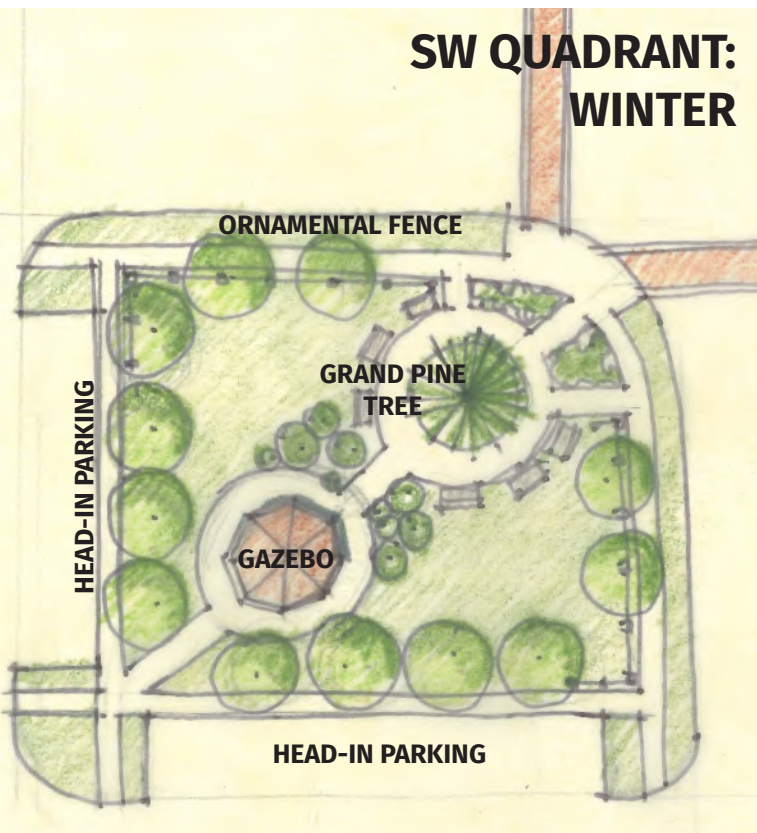 SW QUADRANT:
WINTER
ORNAMENTAL FENCE
GRAND PINE
TREE
HEAD-IN PARKING
GAZEBO
HEAD-IN PARKING